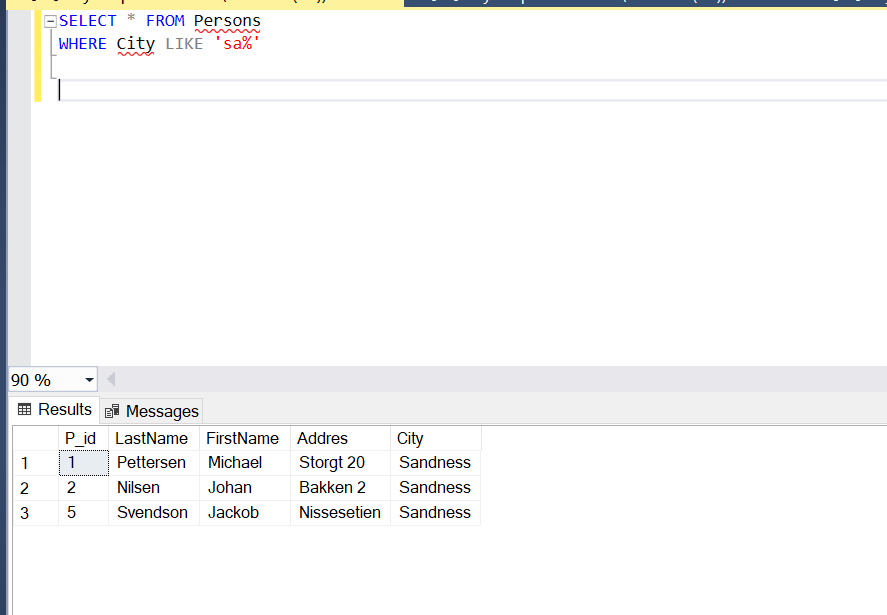 SELECT * FROM Persons
WHERE City LIKE 'sa%'
90 %
Results Messages
P_id LastName FirstName Addres City
1 1 Pettersen Michael Storgt 20 Sandness
2 2 Nilsen Johan Bakken 2 Sandness
3 5 Svendson Jackob Nissesetien Sandness